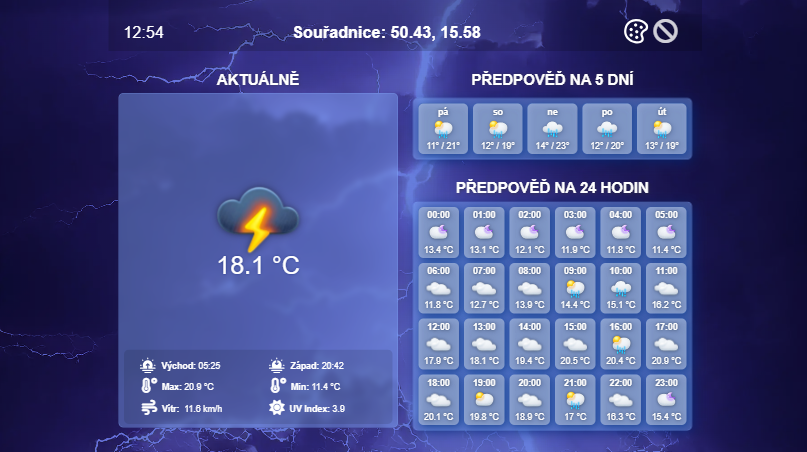 12:54
Souřadnice: 50.43, 15.58
AKTUÁLNĚ
18.1 °C
Východ: 05:25
Západ: 20:42
Max: 20.9 °C
Min: 11.4 °C
Vítr: 11.6 km/h
UV Index: 3.9
PŘEDPOVĚĎ NA 5 DNÍ
pá so ne po út
11° / 21° 12° / 19° 14° / 23° 12° / 20° 13° / 19°
PŘEDPOVĚĎ NA 24 HODIN
00:00 01:00 02:00 03:00 04:00 05:00
13.4 °C 13.1 °C 12.1 °C 11.9 °C 11.8 °C 11.4 °C
06:00 07:00 08:00 09:00 10:00 11:00
11.8 °C 12.7 °C 13.9 °C 14.4 °C 15.1 °C 16.2 °C
12:00 13:00 14:00 15:00 16:00 17:00
17.9 °C 18.1 °C 19.4 °C 20.5 °C 20.4 °C 20.9 °C
18:00 19:00 20:00 21:00 22:00 23:00
20.1 °C 19.8 °C 18.9 °C 17 °C 16.3 °C 15.4 °C